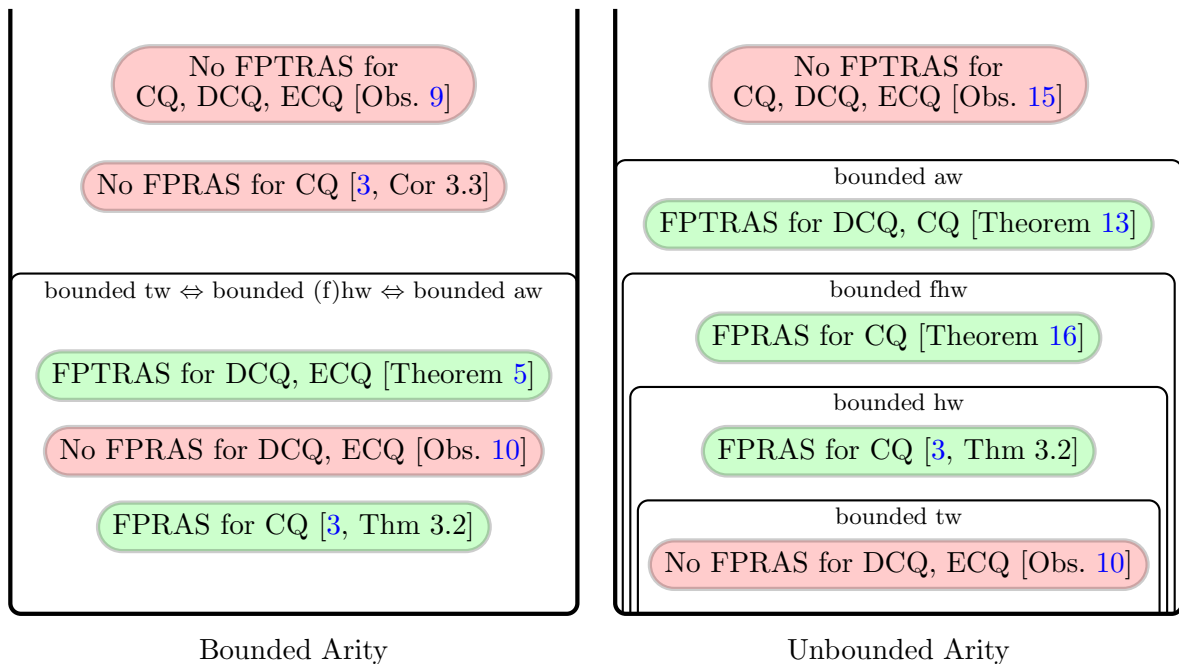 No FPTRAS for
CQ, DCQ, ECQ [Obs. 9]
No FPRAS for CQ [3, Cor 3.3]
bounded tw ⇔ bounded (f)hw ⇔ bounded aw
FPTRAS for DCQ, ECQ [Theorem 5]
No FPRAS for DCQ, ECQ [Obs. 10]
FPRAS for CQ [3, Thm 3.2]
Bounded Arity
No FPTRAS for
CQ, DCQ, ECQ [Obs. 15]
bounded aw
FPTRAS for DCQ, CQ [Theorem 13]
bounded fhw
FPRAS for CQ [Theorem 16]
bounded hw
FPRAS for CQ [3, Thm 3.2]
bounded tw
No FPRAS for DCQ, ECQ [Obs. 10]
Unbounded Arity